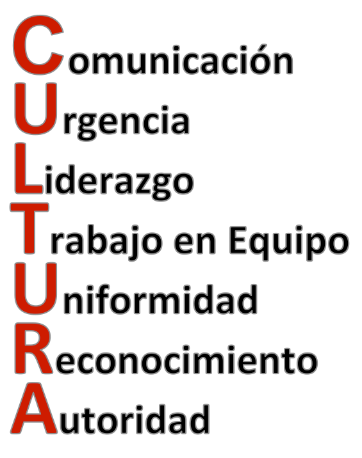 Comunicación
Urgencia
Liderazgo
Trabajo en Equipo
Uniformidad
Reconocimiento
Autoridad